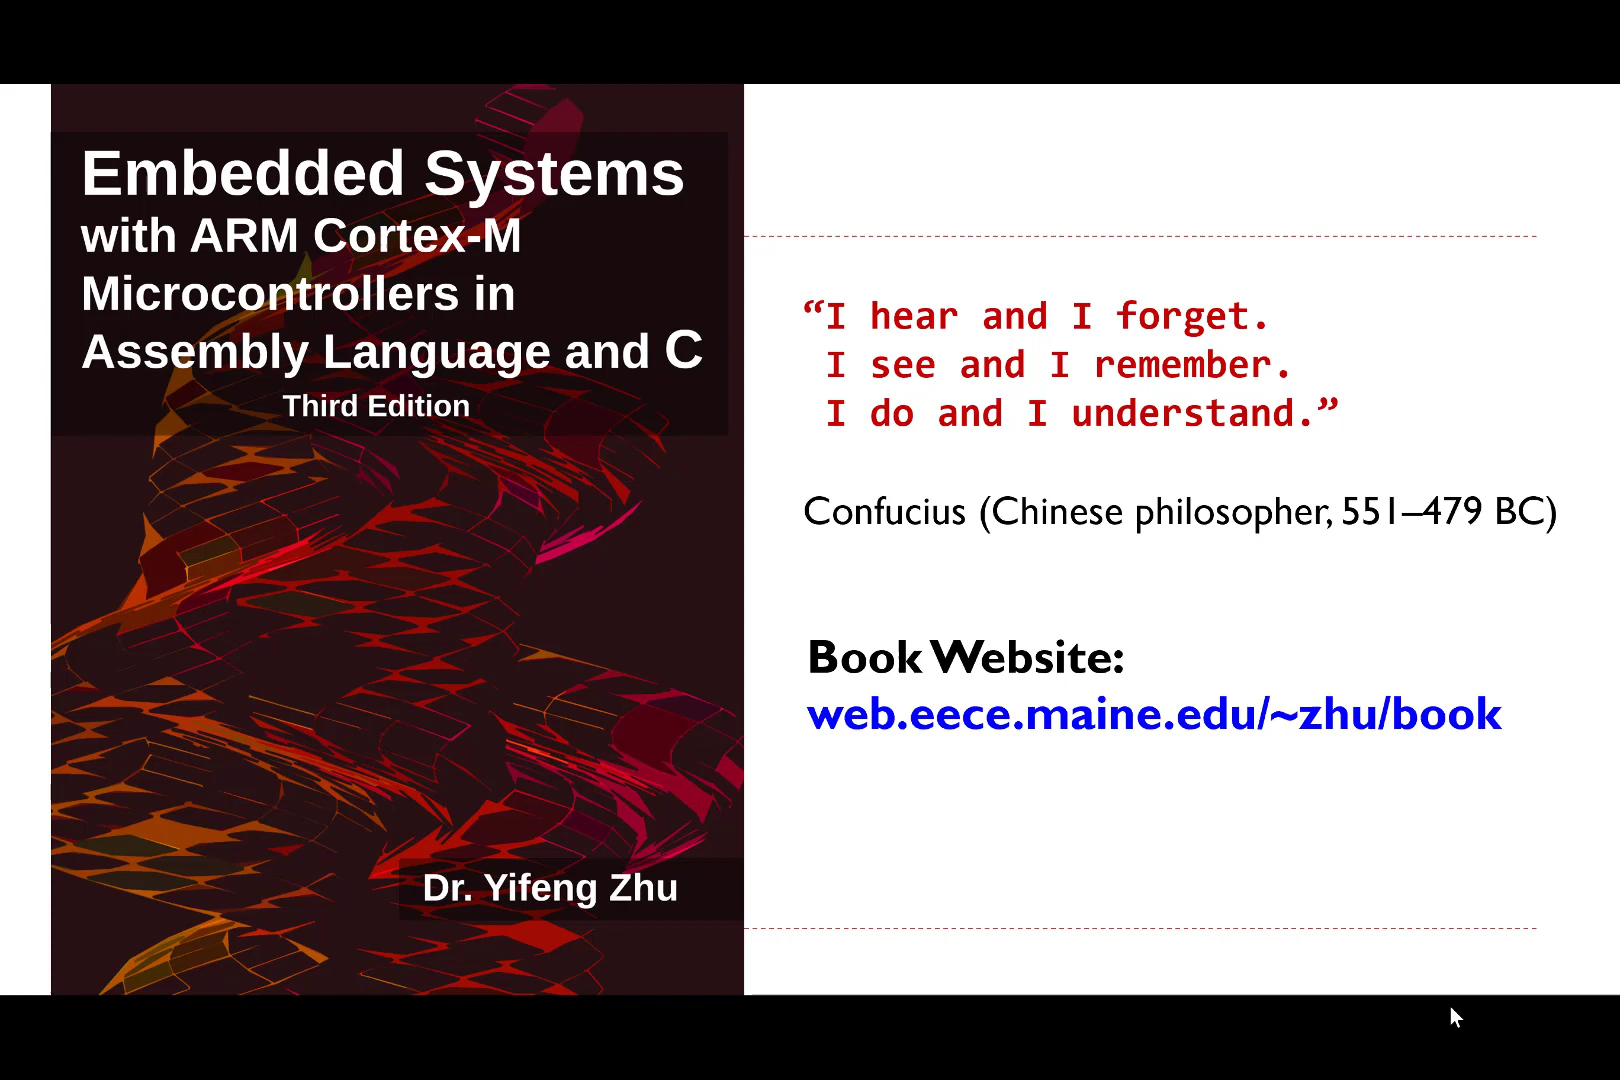 Embedded Systems
with ARM Cortex-M
Microcontrollers in
Assembly Language and C
Third Edition
Dr. Yifeng Zhu
“I hear and I forget.
I see and I remember.
I do and I understand.”
Confucius (Chinese philosopher, 551–479 BC)
Book Website:
web.eece.maine.edu/~zhu/book